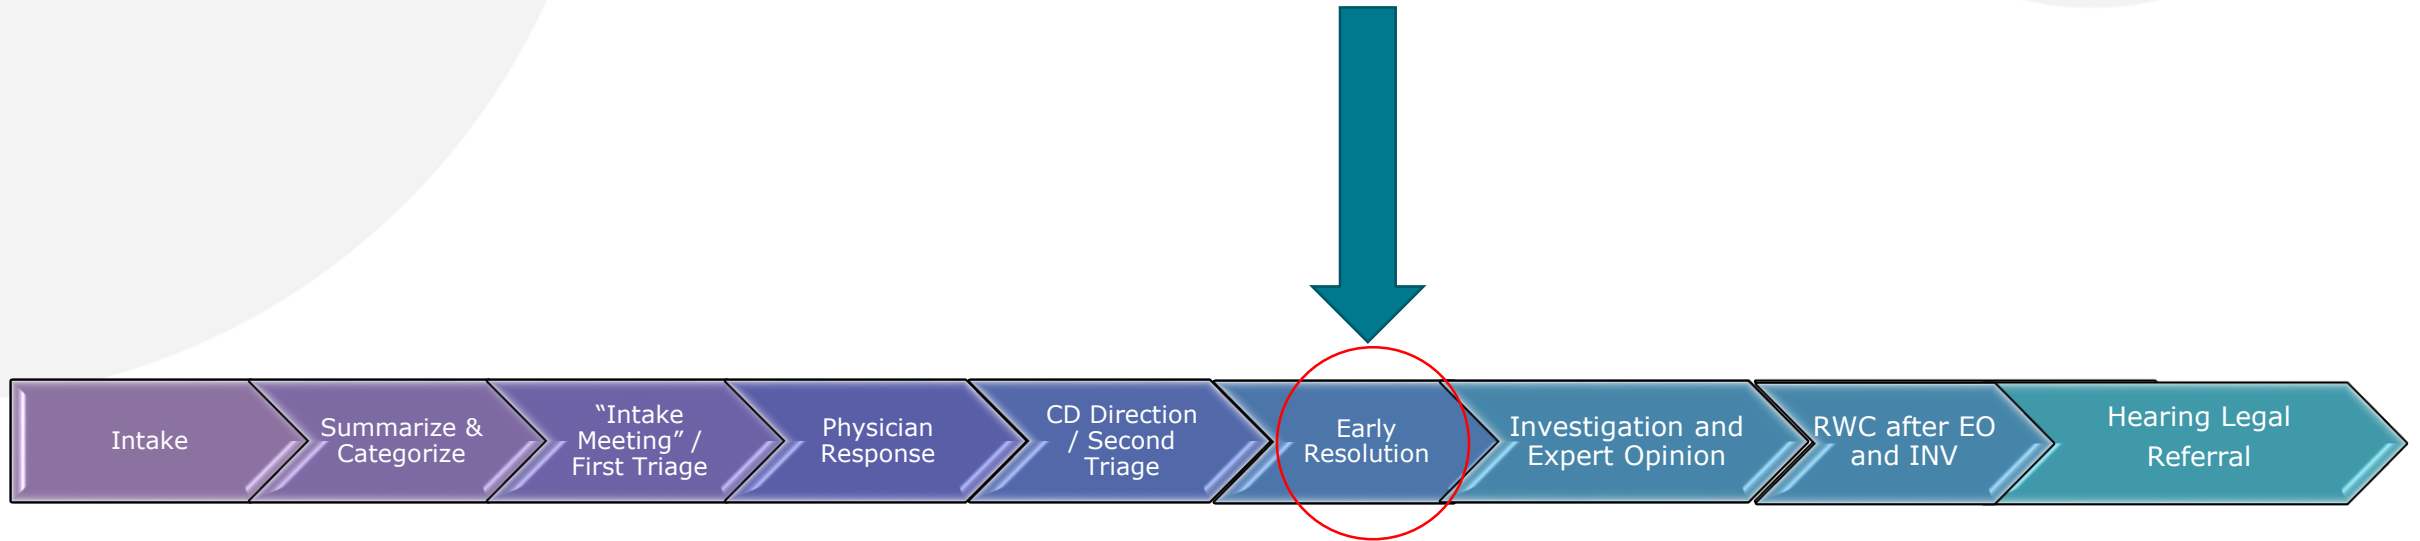 Intake
Summarize &
Categorize
“Intake
Meeting” /
First Triage
Physician
Response
CD Direction
/ Second
Triage
Early
Resolution
Investigation and
Expert Opinion
RWC after EO
and INV
Hearing Legal
Referral